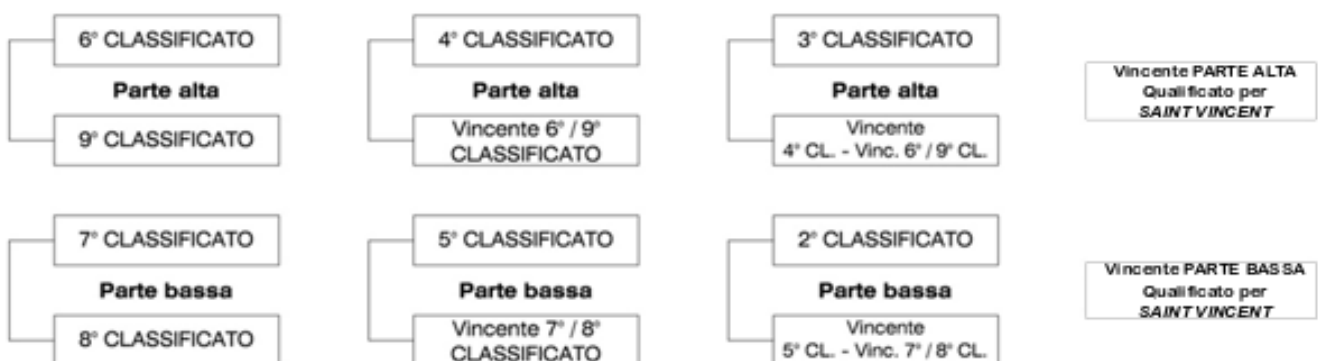 6° CLASSIFICATO
Parte alta
9° CLASSIFICATO
4° CLASSIFICATO
Parte alta
Vincente 6° / 9°
CLASSIFICATO
3° CLASSIFICATO
Parte alta
Vincente
4° CL. - Vinc. 6° / 9° CL.
Vincente PARTE ALTA
Qualificato per
SAINT VINCENT
7° CLASSIFICATO
Parte bassa
8° CLASSIFICATO
5° CLASSIFICATO
Parte bassa
Vincente 7° / 8°
CLASSIFICATO
2° CLASSIFICATO
Parte bassa
Vincente
5° CL. - Vinc. 7° / 8° CL.
Vincente PARTE BASSA
Qualificato per
SAINT VINCENT